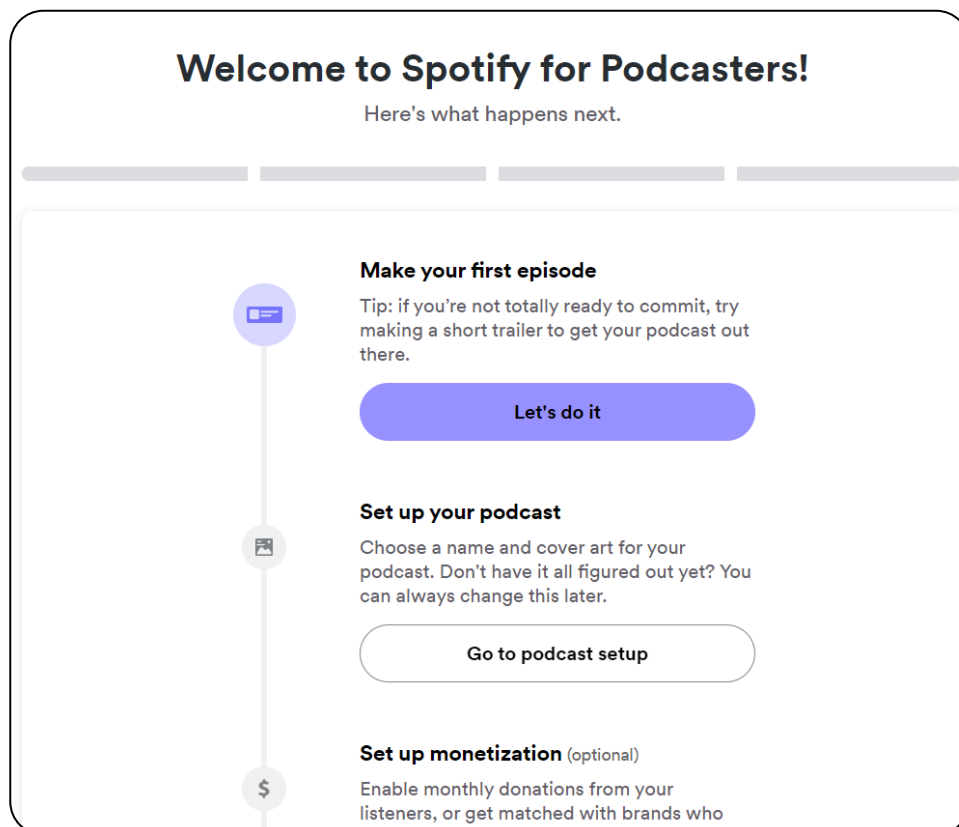 Welcome to Spotify for Podcasters!
Here's what happens next.
Make your first episode
Tip: if you’re not totally ready to commit, try
making a short trailer to get your podcast out
there.
Let's do it
Set up your podcast
Choose a name and cover art for your
podcast. Don't have it all figured out yet? You
can always change this later.
Go to podcast setup
Set up monetization (optional)
$
Enable monthly donations from your
listeners, or get matched with brands who